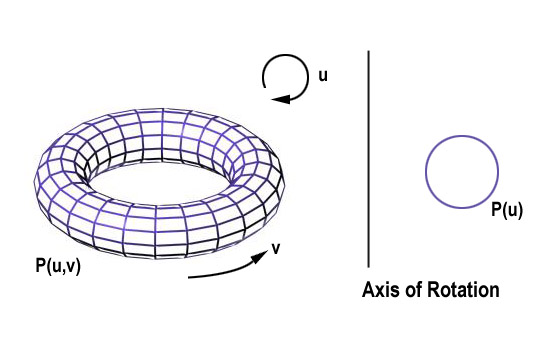 u
P(u)
v
P(u,v)
Axis of Rotation